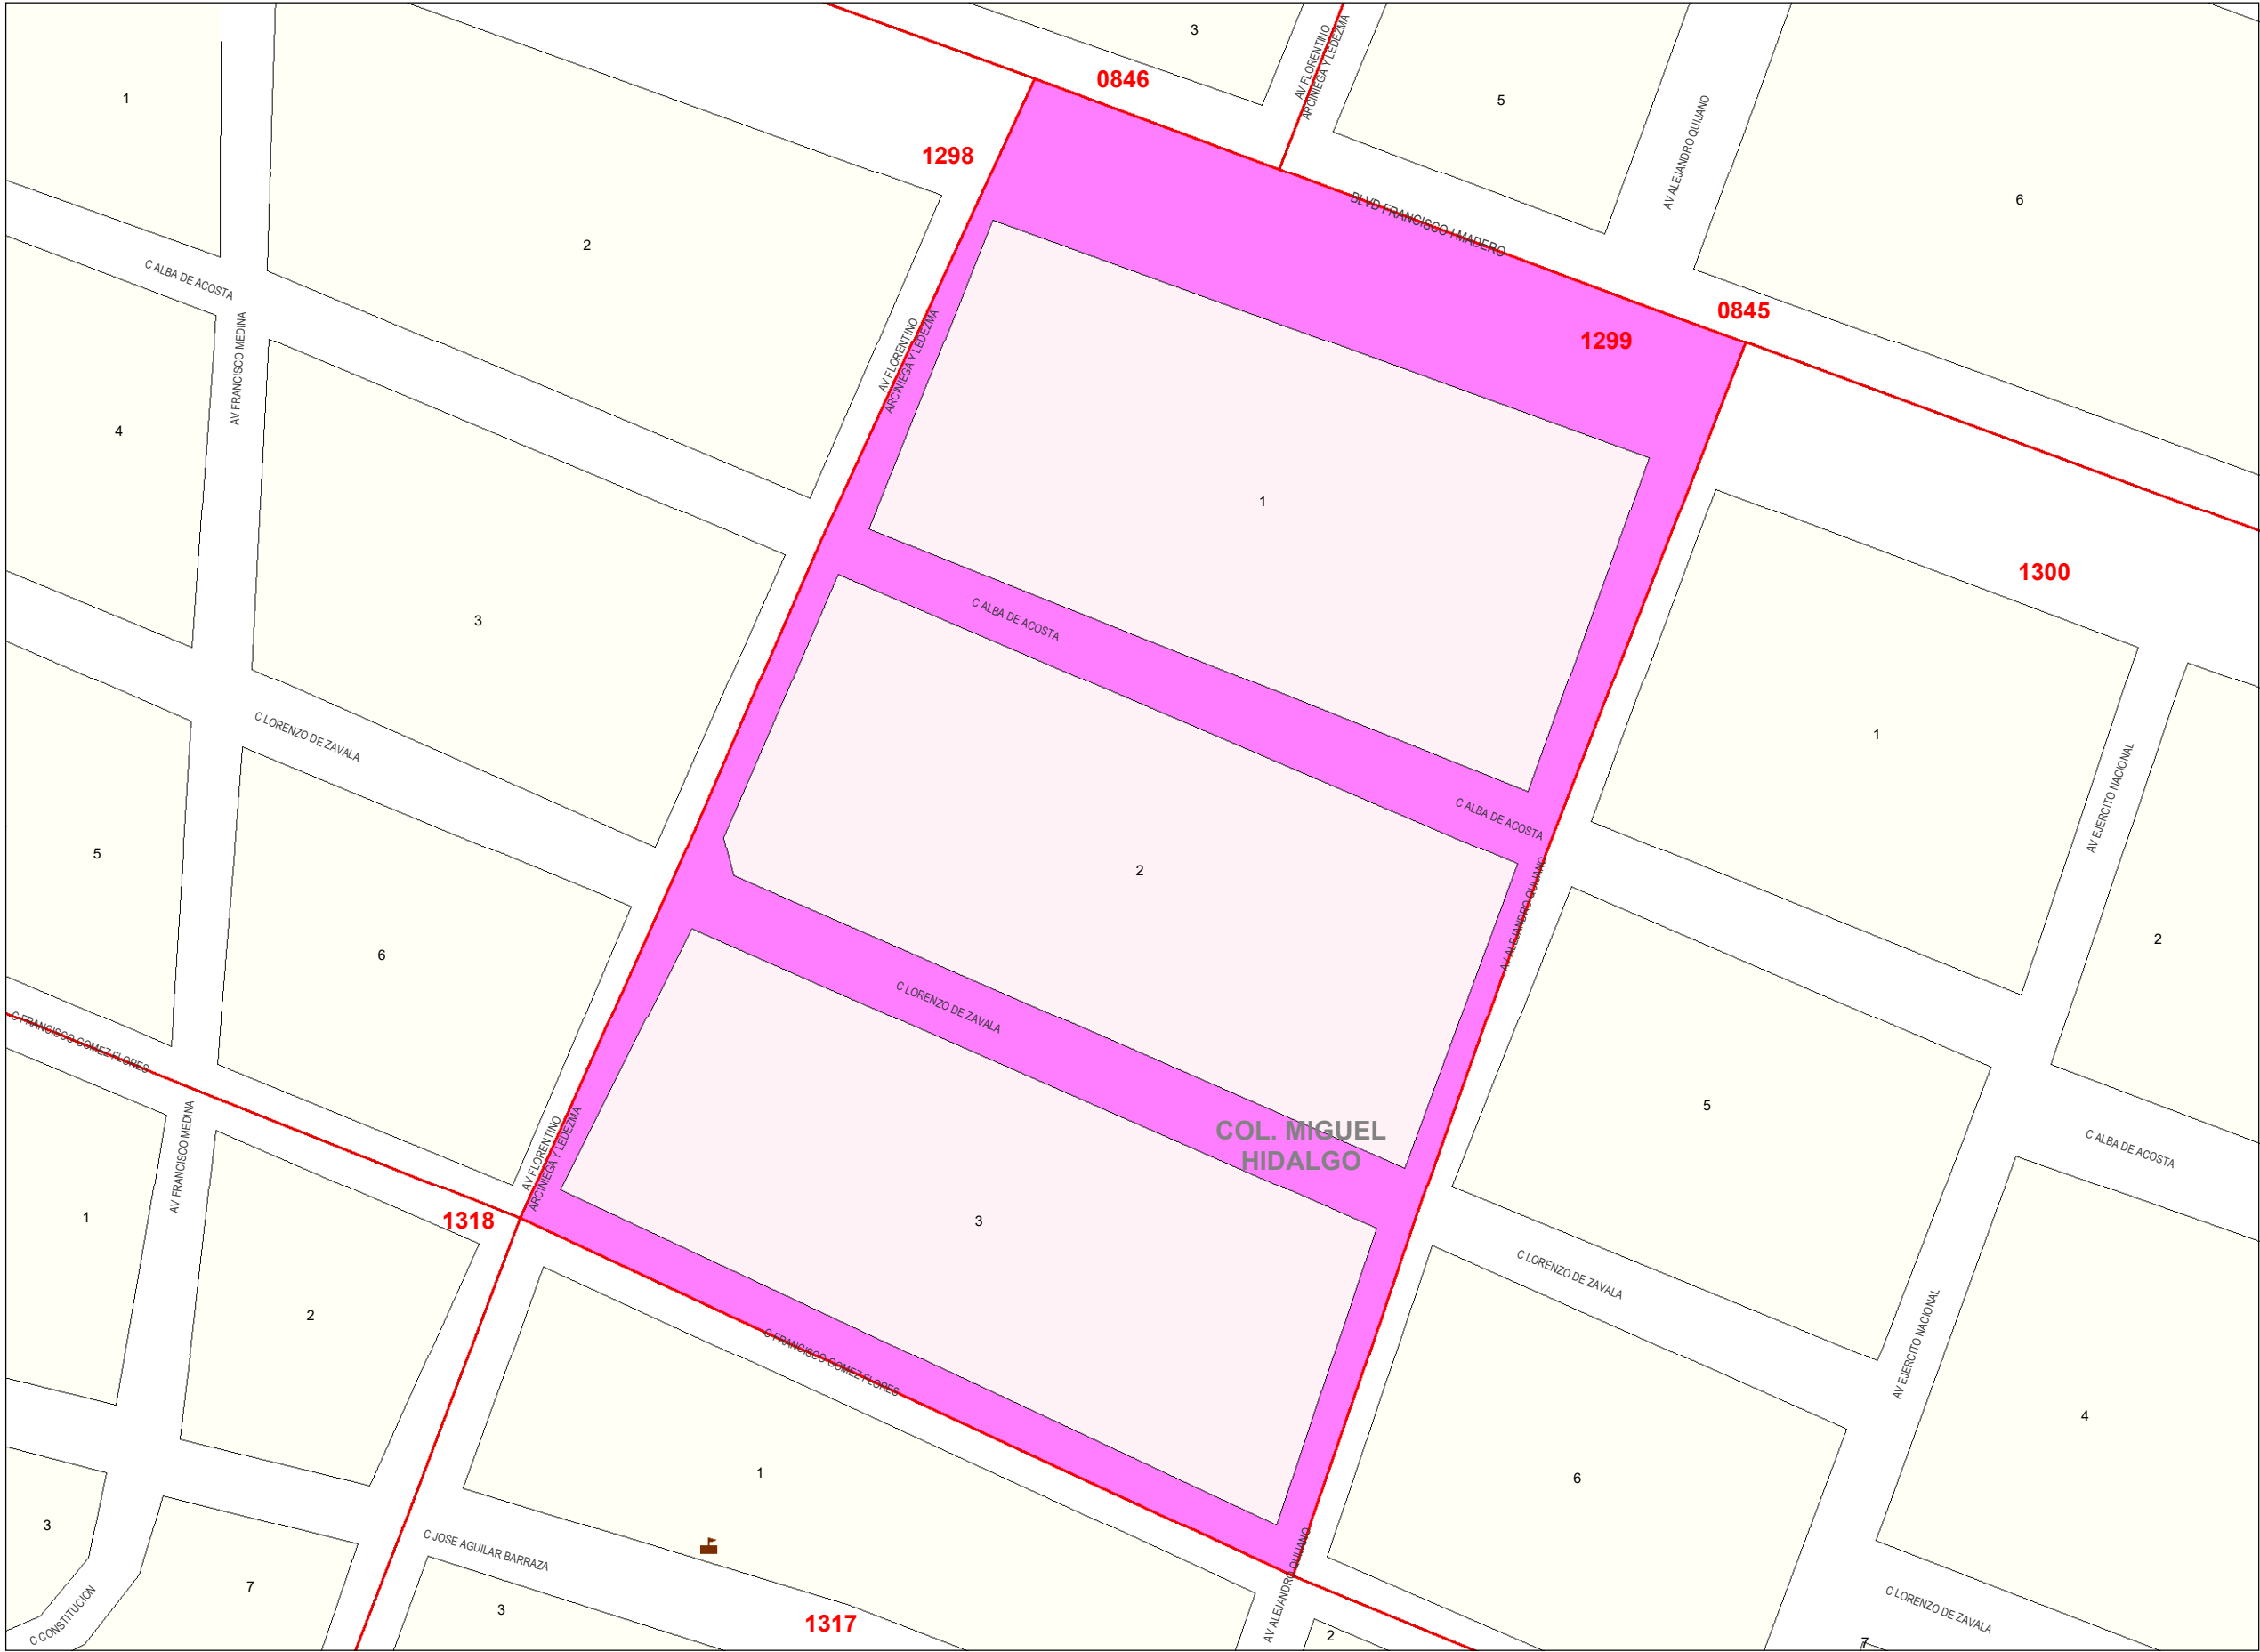 3
AV FLORENTINO
ARCINIEGA Y LEDEZMA
0846
1
5
AV ALEJANDRO QUIJANO
1298
6
BLVD FRANCISCO I MADERO
2
C ALBA DE ACOSTA
0845
1299
AV FRANCISCO MEDINA
AV FLORENTINO
ARCINIEGA Y LEDEZMA
4
1
1300
3
C ALBA DE ACOSTA
C LORENZO DE ZAVALA
1
AV EJERCITO NACIONAL
C ALBA DE ACOSTA
5
2
AV ALEJANDRO QUIJANO
2
6
C LORENZO DE ZAVALA
C FRANCISCO GOMEZ FLORES
5
COL. MIGUEL
HIDALGO
C ALBA DE ACOSTA
AV FRANCISCO MEDINA
AV FLORENTINO
ARCINIEGA Y LEDEZMA
1
1318
3
C LORENZO DE ZAVALA
2
AV EJERCITO NACIONAL
C FRANCISCO GOMEZ FLORES
4
1
6
3
C JOSE AGUILAR BARRAZA
AV ALEJANDRO QUIJANO
7
3
1317
C CONSTITUCION
C LORENZO DE ZAVALA
2
7